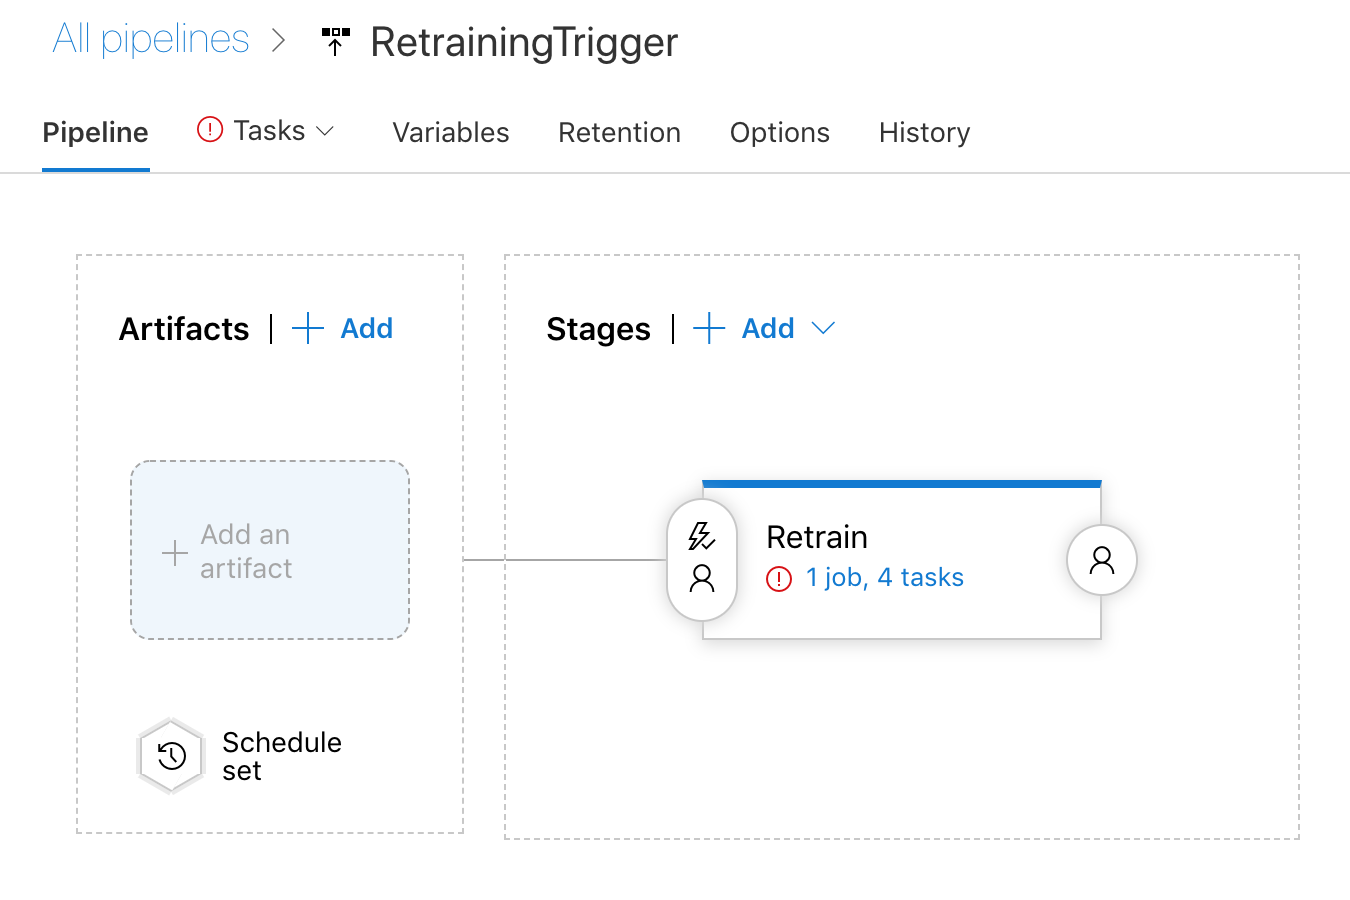 All pipelines > RetrainingTrigger
Pipeline Tasks Variables Retention Options History
Artifacts | + Add
Stages | + Add
+ Add an
artifact
Retrain
1 job, 4 tasks
Schedule
set